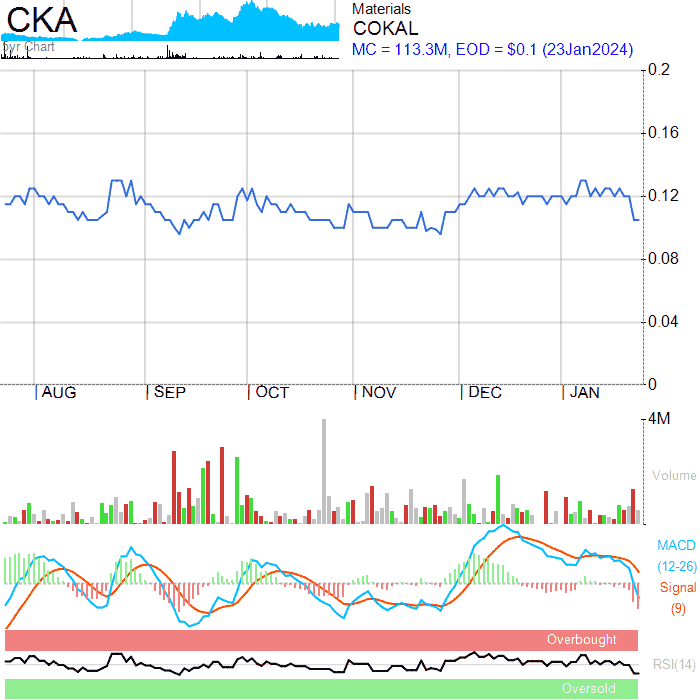 CKA
byr Chart
Materials
COKAL
MC = 113.3M, EOD = $0.1 (23Jan2024)
0.2
0.16
0.12
0.08
0.04
0
AUG SEP OCT NOV DEC JAN
4M
Volume
MACD
(12-26)
Signal
(9)
Overbought
RSI(14)
Oversold